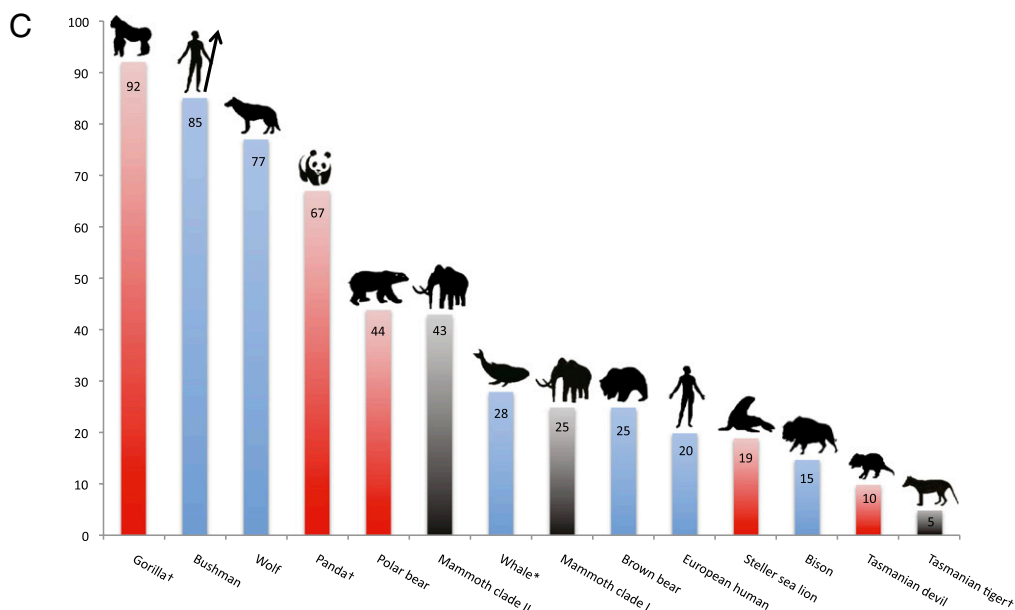 C
100
90
80
70
60
50
40
30
20
10
0
92
85
77
67
44
43
28
25
25
20
19
15
10
5
Gorilla†
Bushman
Wolf
Panda†
Polar bear
Mammoth clade II
Whale*
Mammoth clade I
Brown bear
European human
Steller sea lion
Bison
Tasmanian devil
Tasmanian tiger†